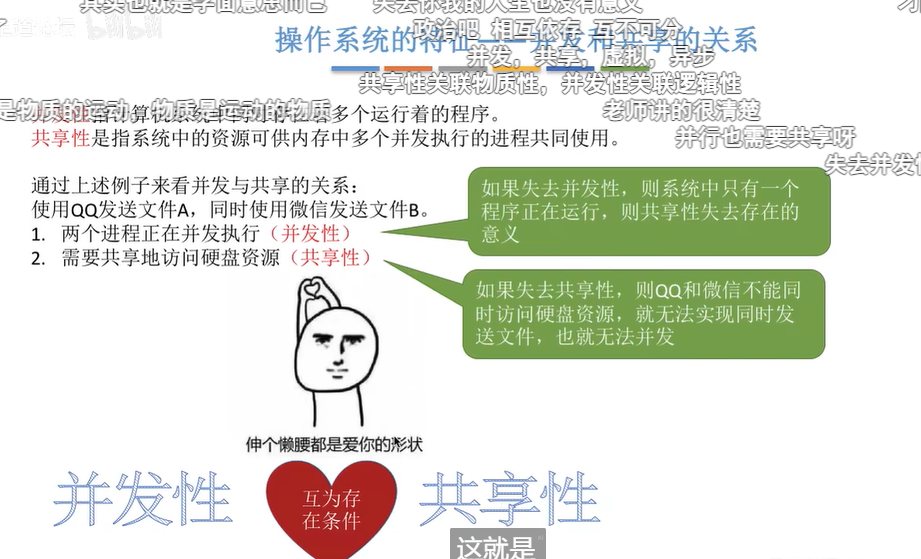 其实也就是字面意思而已
失去你我的人生也没有意义
政治吧 相互依存 互不可分
操作系统的特征——并发和共享的关系
并发，共享，虚拟，异步
共享性关联物质性，并发性关联逻辑性
是物质的运动，物质是运动的物质
老师讲的很清楚
多个运行着的程序。
并行也需要共享呀
共享性是指系统中的资源可供内存中多个并发执行的进程共同使用。
失去并发
通过上述例子来看并发与共享的关系：
使用QQ发送文件A，同时使用微信发送文件B。
1. 两个进程正在并发执行（并发性）
2. 需要共享地访问硬盘资源（共享性）
如果失去并发性，则系统中只有一个
程序正在运行，则共享性失去存在的
意义
如果失去共享性，则QQ和微信不能同
时访问硬盘资源，就无法实现同时发
送文件，也就无法并发
伸个懒腰都是爱你的形状
并发性
互为存
在条件
共享性
这就是